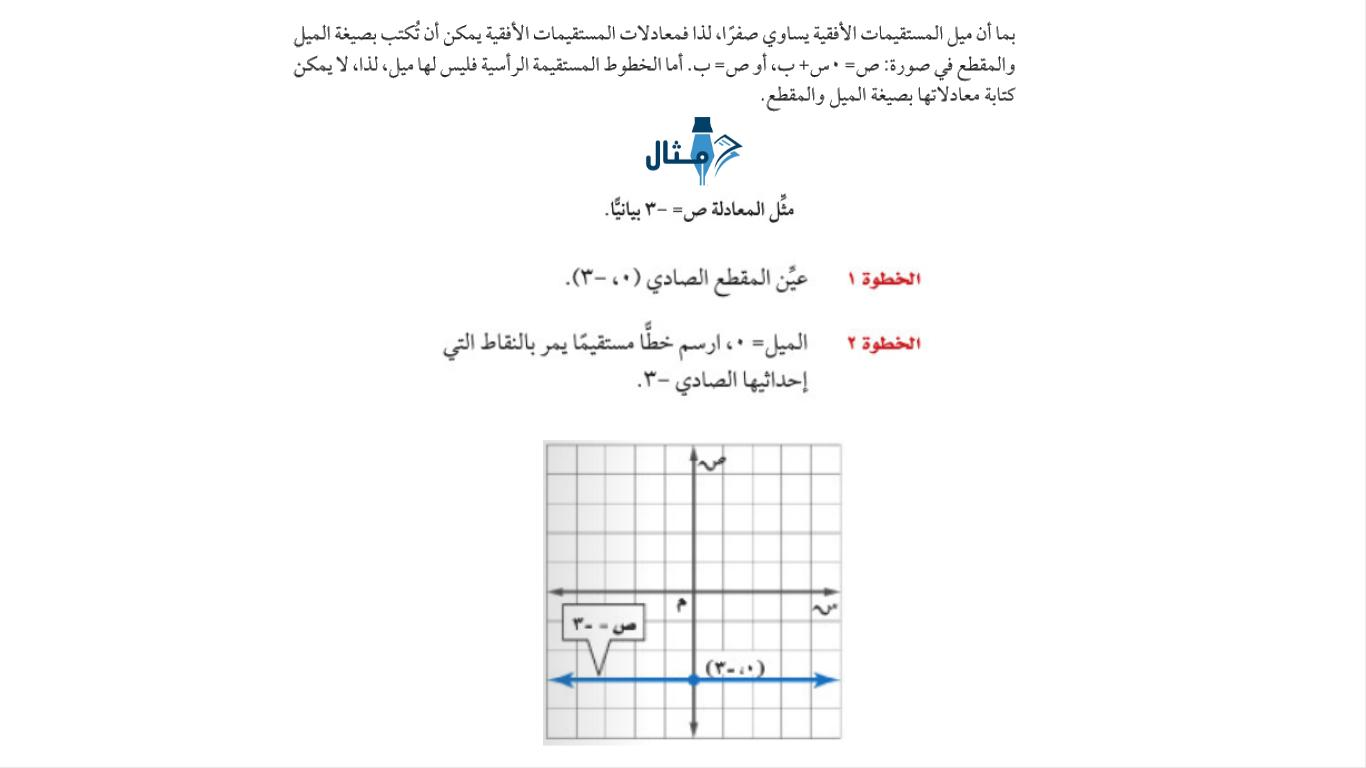 بما أن ميل المستقيمات الأفقية يساوي صفرًا، لذا فمعادلات المستقيمات الأفقية يمكن أن تُكتب بصيغة الميل
والمقطع في صورة: ص= ٠س+ ب، أو ص= ب. أما الخطوط المستقيمة الرأسية فليس لها ميل، لذا، لا يمكن
كتابة معادلاتها بصيغة الميل والمقطع.
مـثال
مثِّل المعادلة ص= -٣ بيانيًّا.
الخطوة ١ عيِّن المقطع الصادي (٠، -٣).
الخطوة ٢ الميل= ٠، ارسم خطًّا مستقيمًا يمر بالنقاط التي
إحداثيها الصادي -٣.
ص
م
س
ص = -٣
(٠، -٣)